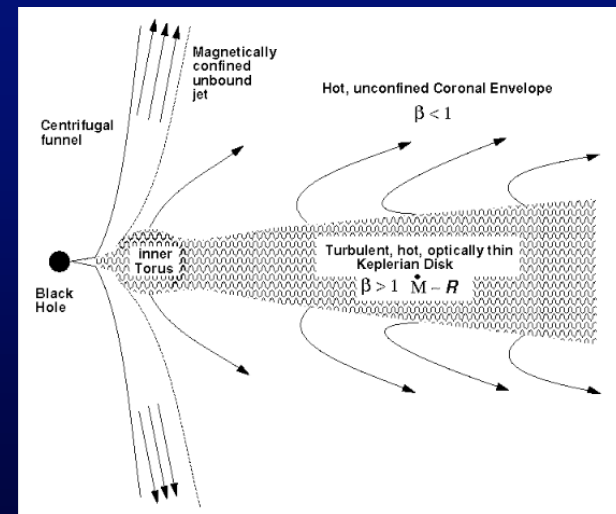 Magnetically
confined
unbound
jet
Hot, unconfined Coronal Envelope
β < 1
Centrifugal
funnel
Inner
Torus
Turbulent, hot, optically thin
Keplerian Disk
β > 1 Ṁ ~ R
Black
Hole